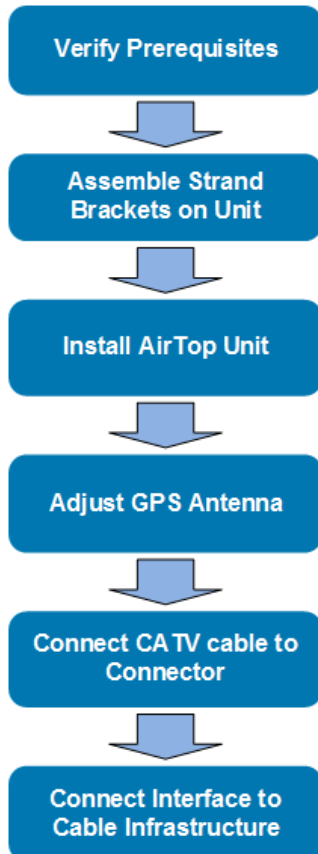 Verify Prerequisites
Assemble Strand
Brackets on Unit
Install AirTop Unit
Adjust GPS Antenna
Connect CATV cable to
Connector
Connect Interface to
Cable Infrastructure